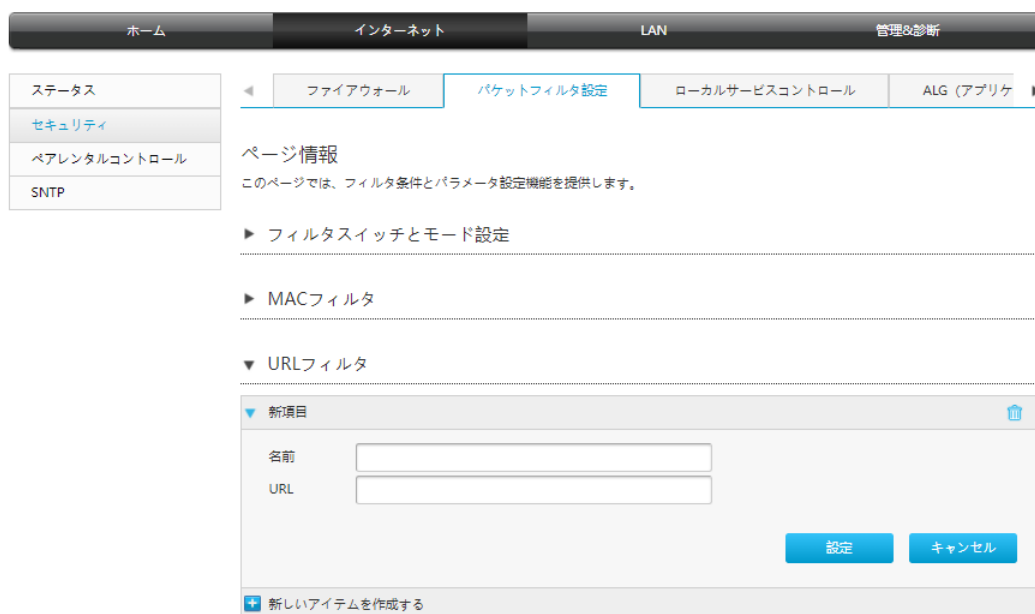 ホーム インターネット LAN 管理&診断
ステータス
セキュリティ
ペアレンタルコントロール
SNTP
ファイアウォール パケットフィルタ設定 ローカルサービスコントロール ALG（アプリケ
ページ情報
このページでは、フィルタ条件とパラメータ設定機能を提供します。
フィルタスイッチとモード設定
MACフィルタ
URLフィルタ
新項目
名前
URL
設定 キャンセル
新しいアイテムを作成する